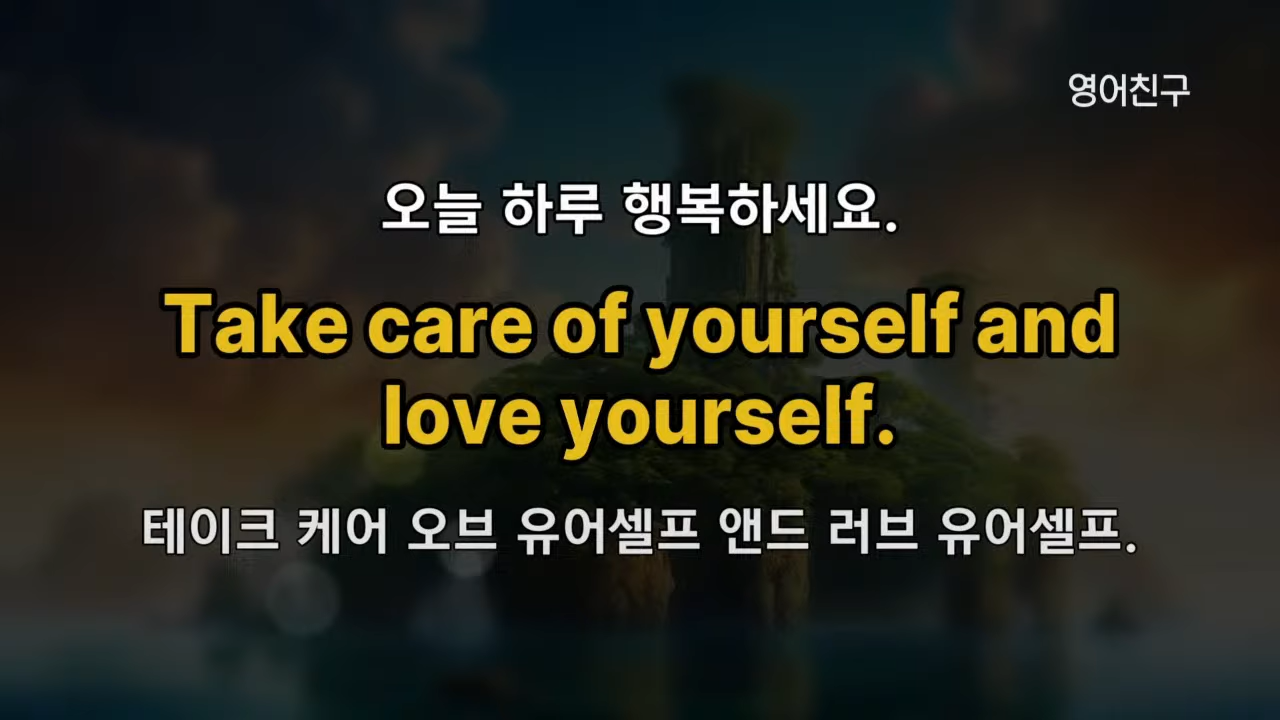 영어친구
오늘 하루 행복하세요.
Take care of yourself and
love yourself.
테이크 케어 오브 유어셀프 앤드 러브 유어셀프.